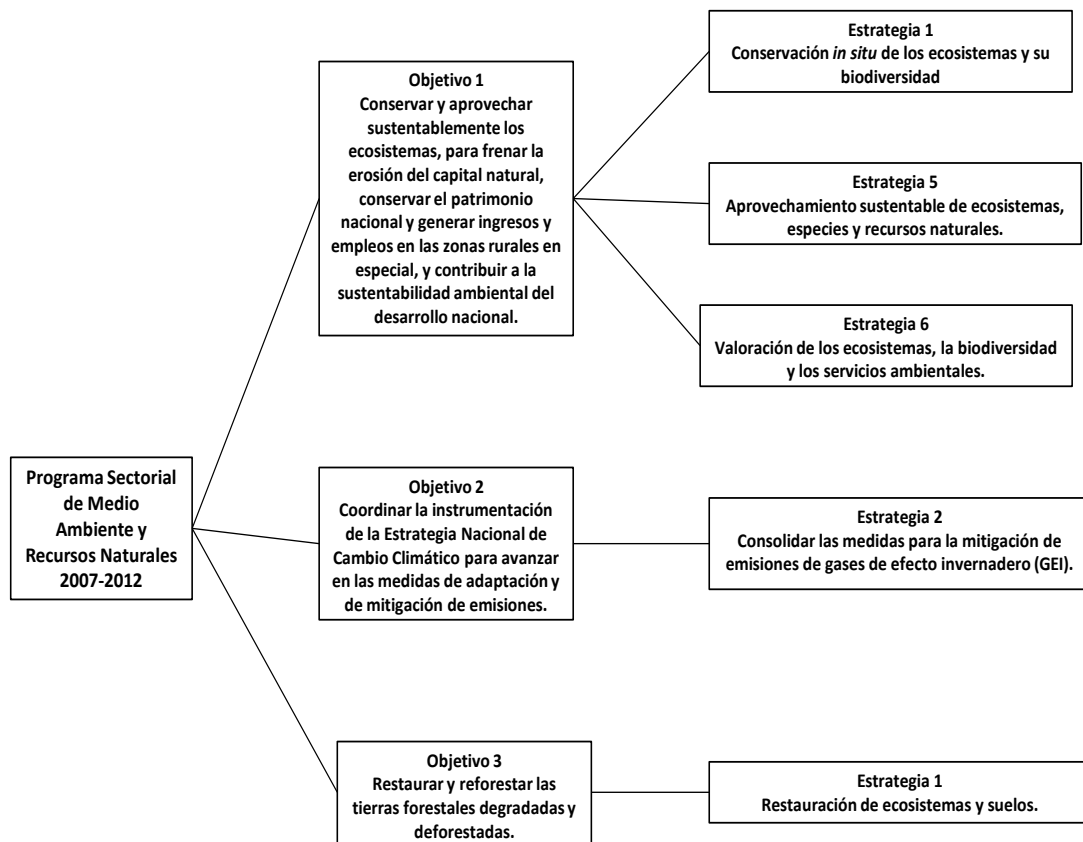 Programa Sectorial
de Medio
Ambiente y
Recursos Naturales
2007-2012
Objetivo 1
Conservar y aprovechar
sustentablemente los
ecosistemas, para frenar la
erosión del capital natural,
conservar el patrimonio
nacional y generar ingresos y
empleos en las zonas rurales en
especial, y contribuir a la
sustentabilidad ambiental del
desarrollo nacional.
Estrategia 1
Conservación in situ de los ecosistemas y su
biodiversidad
Estrategia 5
Aprovechamiento sustentable de ecosistemas,
especies y recursos naturales.
Estrategia 6
Valoración de los ecosistemas, la biodiversidad
y los servicios ambientales.
Objetivo 2
Coordinar la instrumentación
de la Estrategia Nacional de
Cambio Climático para avanzar
en las medidas de adaptación y
de mitigación de emisiones.
Estrategia 2
Consolidar las medidas para la mitigación de
emisiones de gases de efecto invernadero (GEI).
Objetivo 3
Restaurar y reforestar las
tierras forestales degradadas y
deforestadas.
Estrategia 1
Restauración de ecosistemas y suelos.